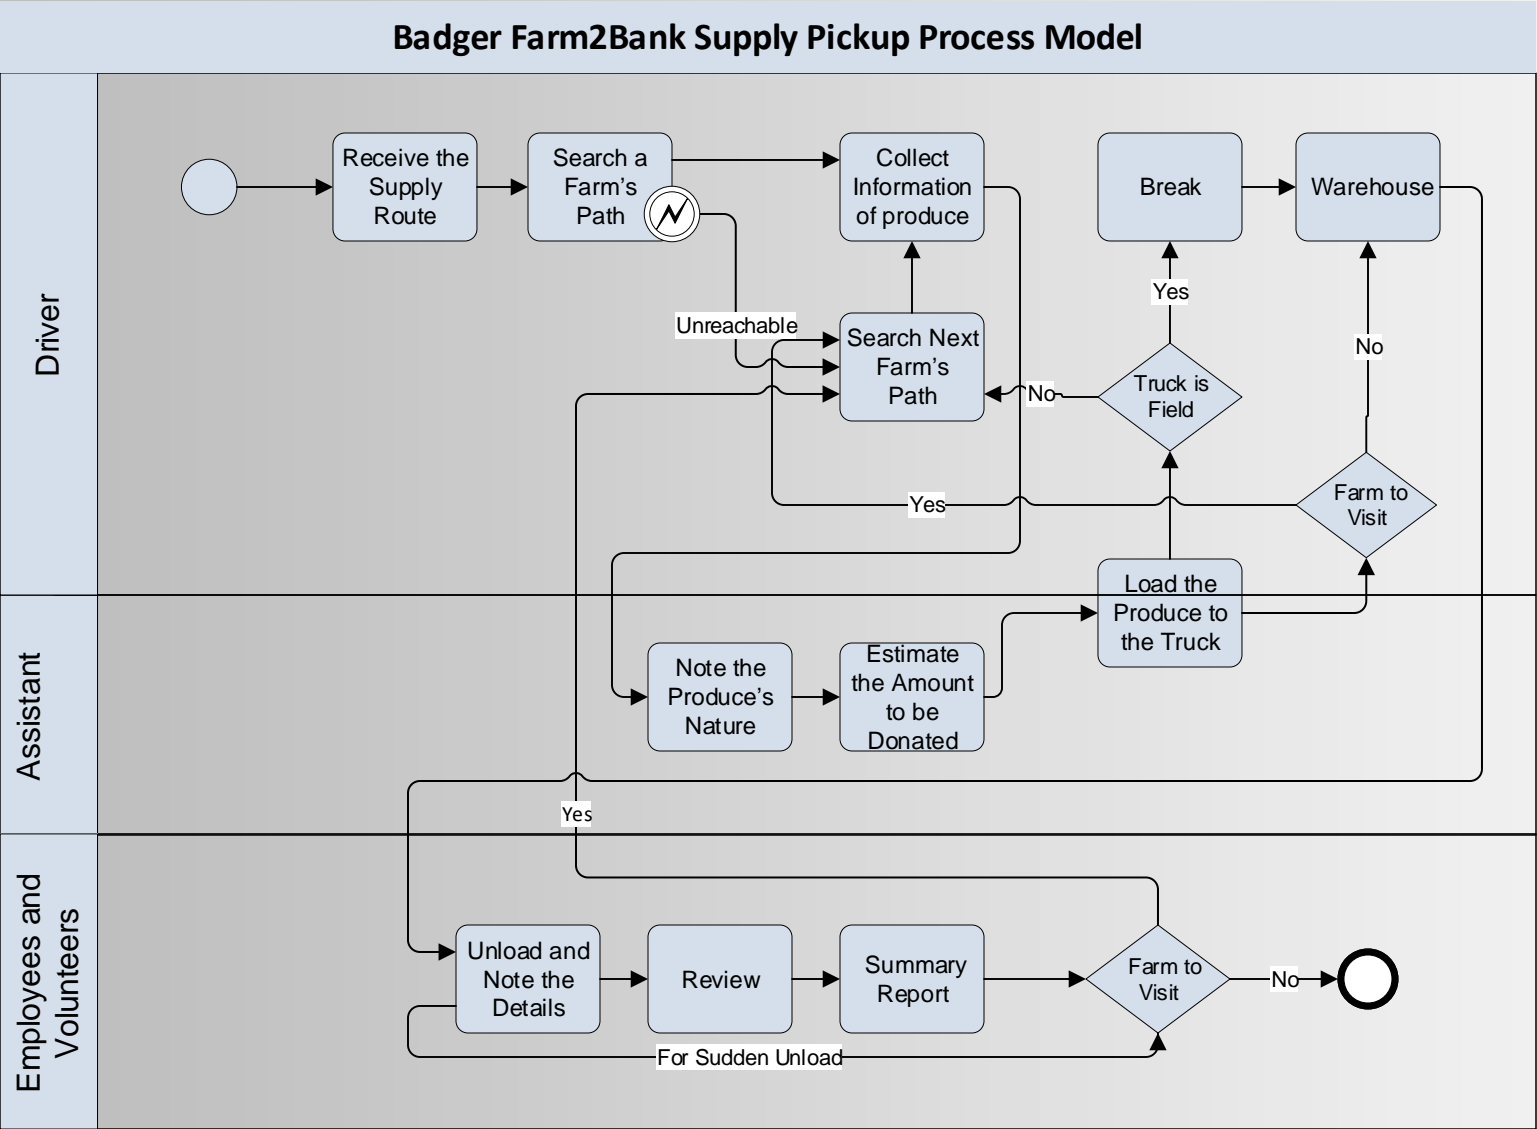 Badger Farm2Bank Supply Pickup Process Model
Driver
Receive the
Supply
Route
Search a
Farm's
Path
Collect
Information
of produce
Break
Warehouse
Unreachable
Yes
Search Next
Farm's
Path
No
Truck is
Field
No
Yes
Farm to
Visit
Assistant
Load the
Produce to
the Truck
Note the
Produce's
Nature
Estimate
the Amount
to be
Donated
Yes
Employees and
Volunteers
Unload and
Note the
Details
Review
Summary
Report
Farm to
Visit
No
For Sudden Unload